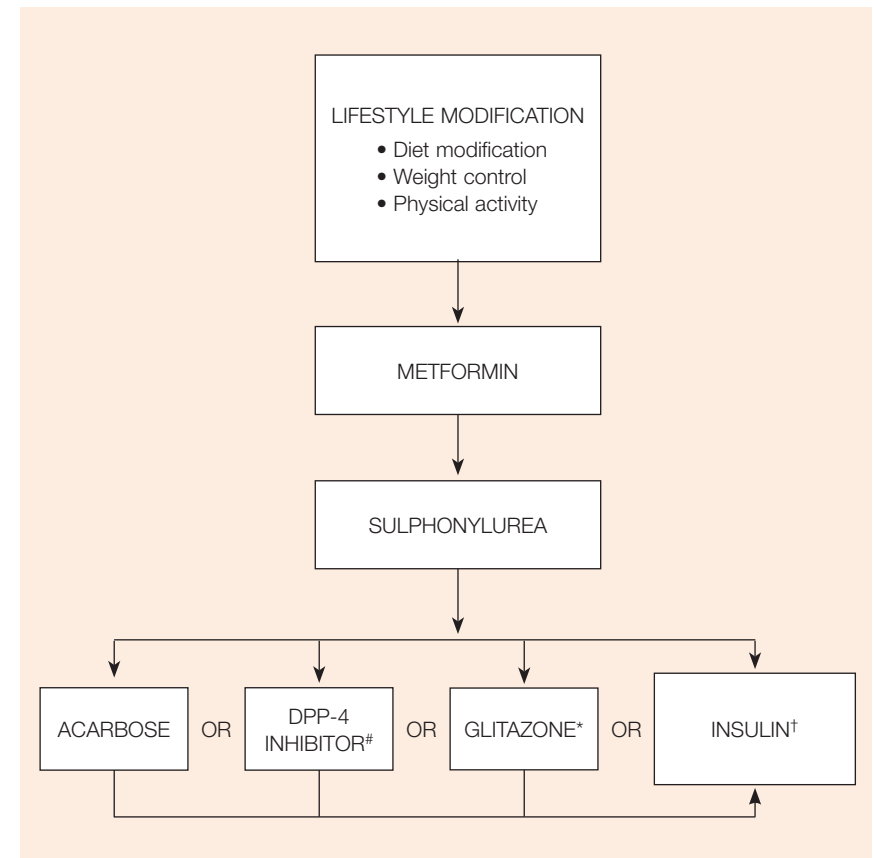 LIFESTYLE MODIFICATION
• Diet modification
• Weight control
• Physical activity
METFORMIN
SULPHONYLUREA
ACARBOSE OR DPP-4 INHIBITOR# OR GLITAZONE* OR INSULIN†